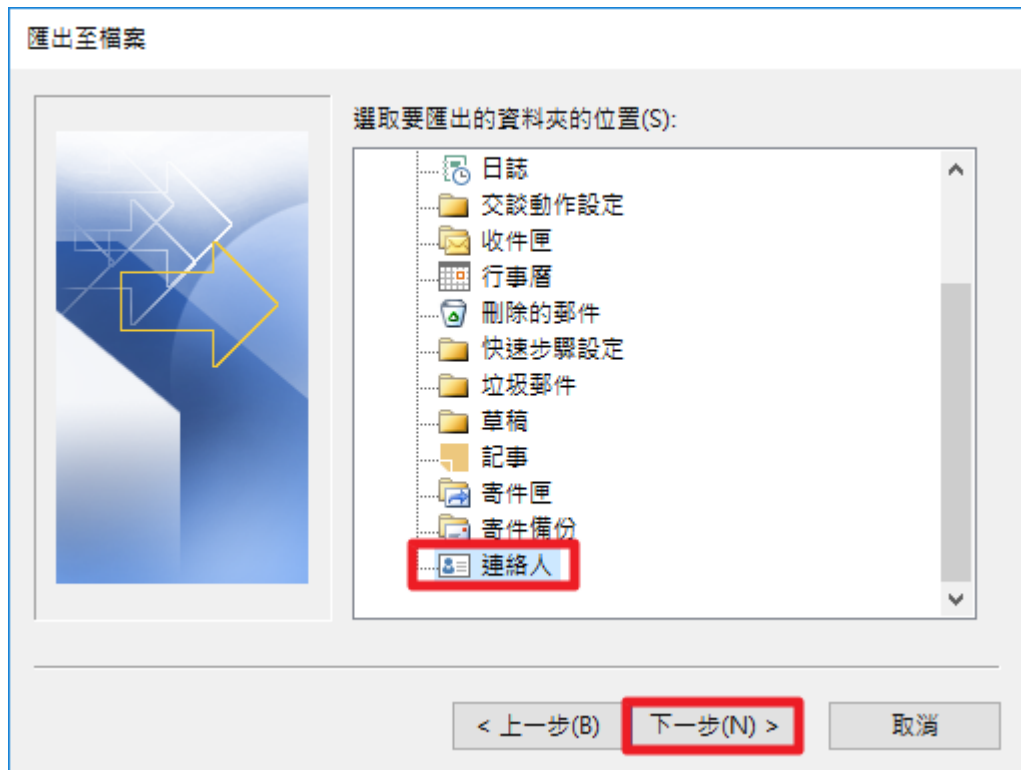 匯出至檔案
選取要匯出的資料夾的位置(S):
日誌
交談動作設定
收件匣
行事曆
刪除的郵件
快速步驟設定
垃圾郵件
草稿
記事
寄件匣
寄件備份
連絡人
< 上一步(B) 下一步(N) > 取消